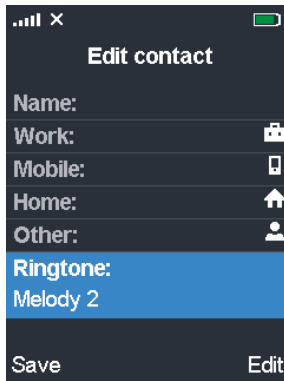 Edit contact
Name:
Work:
Mobile:
Home:
Other:
Ringtone:
Melody 2
Save Edit